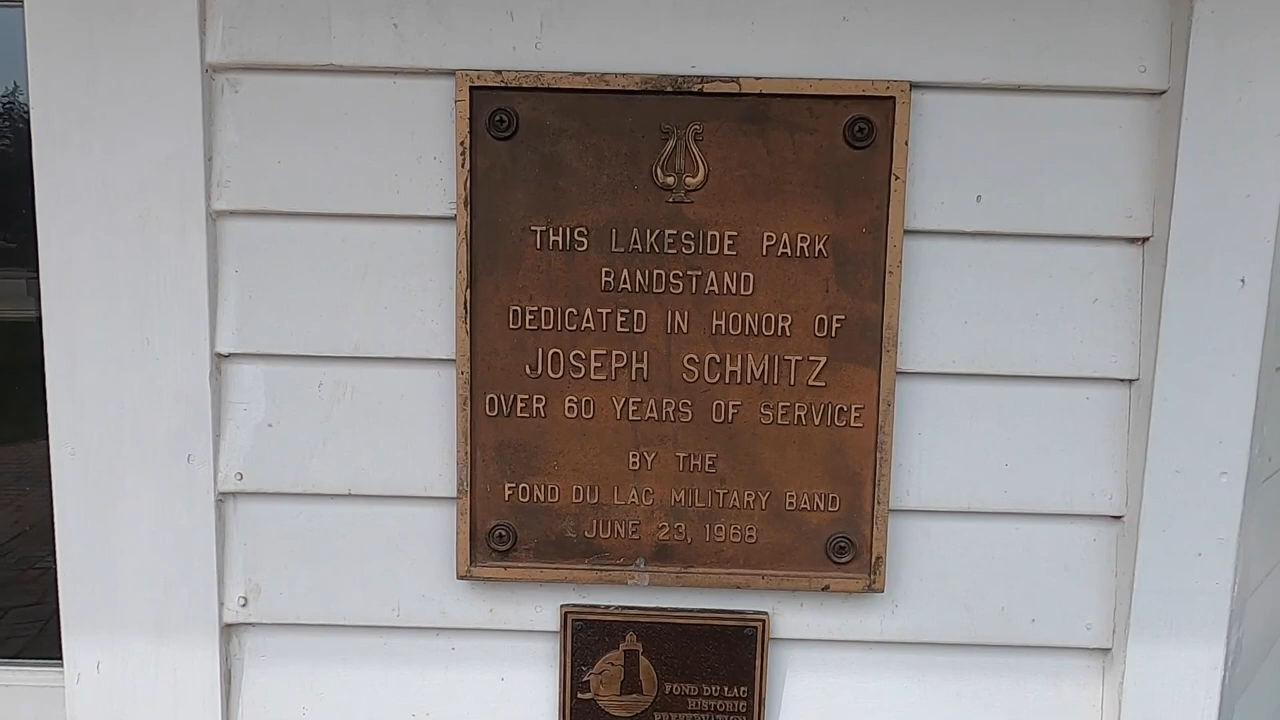 THIS LAKESIDE PARK
BANDSTAND
DEDICATED IN HONOR OF
JOSEPH SCHMITZ
OVER 60 YEARS OF SERVICE
BY THE
FOND DU LAC MILITARY BAND
JUNE 23, 1968
FOND DU LAC
HISTORIC
PRESERVATION